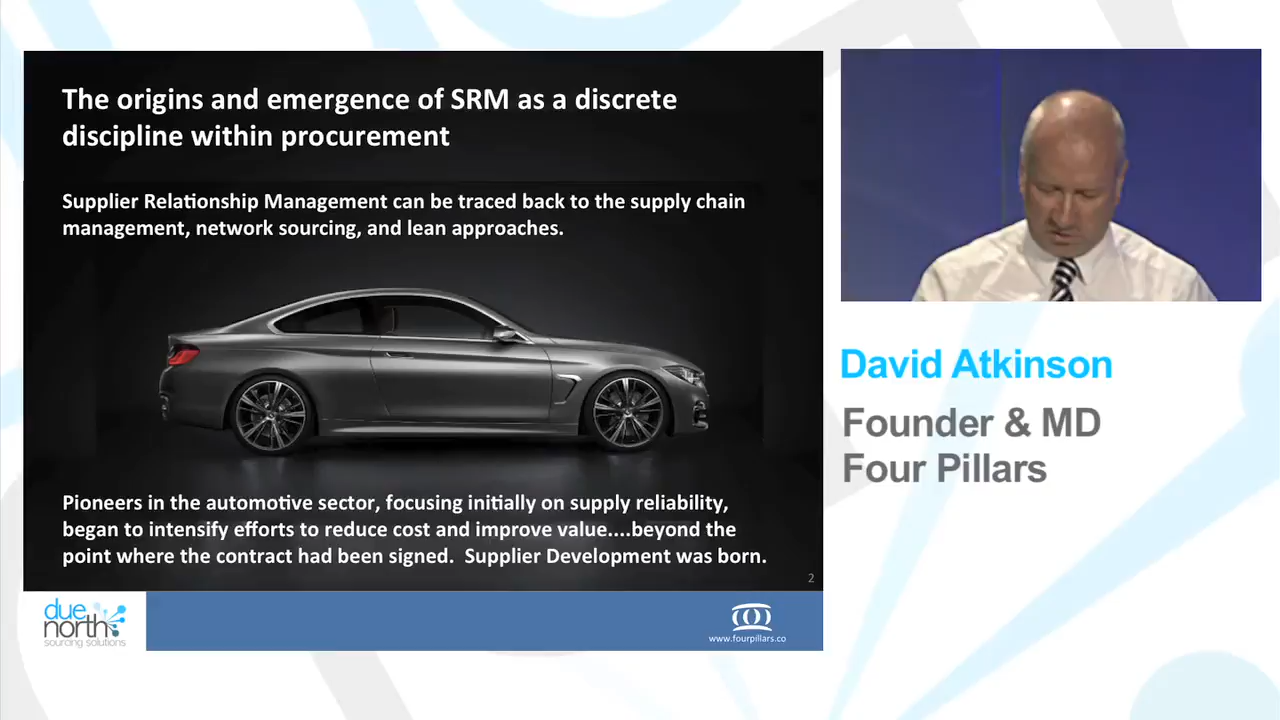 The origins and emergence of SRM as a discrete
discipline within procurement
Supplier Relationship Management can be traced back to the supply chain
management, network sourcing, and lean approaches.
Pioneers in the automotive sector, focusing initially on supply reliability,
began to intensify efforts to reduce cost and improve value....beyond the
point where the contract had been signed.  Supplier Development was born.
2
due
north
sourcing solutions
www.fourpillars.co
David Atkinson
Founder & MD
Four Pillars